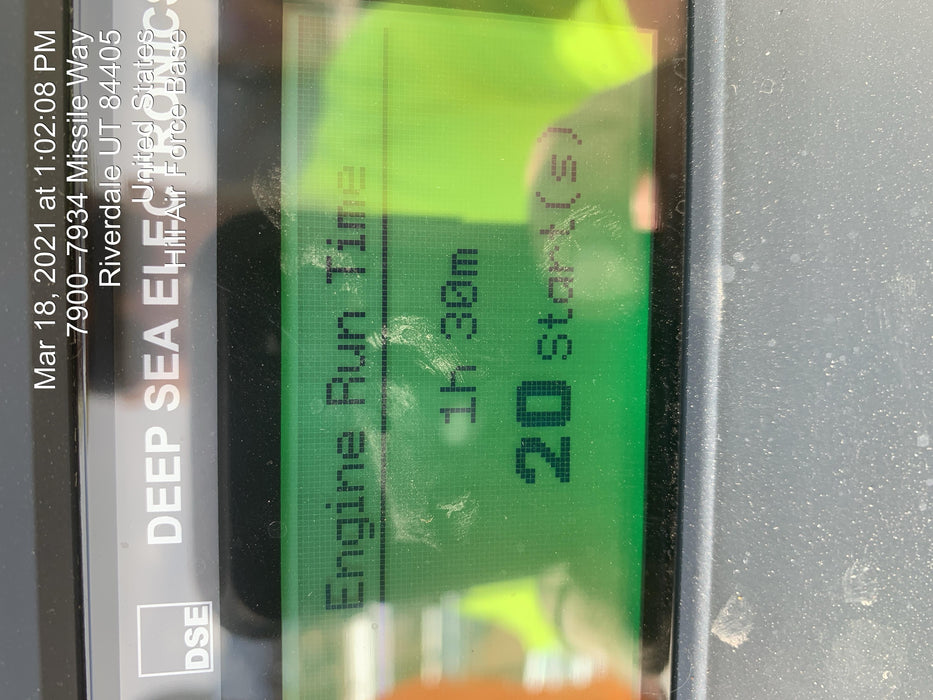 Mar 18, 2021 at 1:02:08 PM
7900–7934 Missile Way
Riverdale UT 84405
United States
Hill Air Force Base
DSE
DEEP SEA ELECTRONICS
Engine Run Time
1h 30m
20 Start(s)